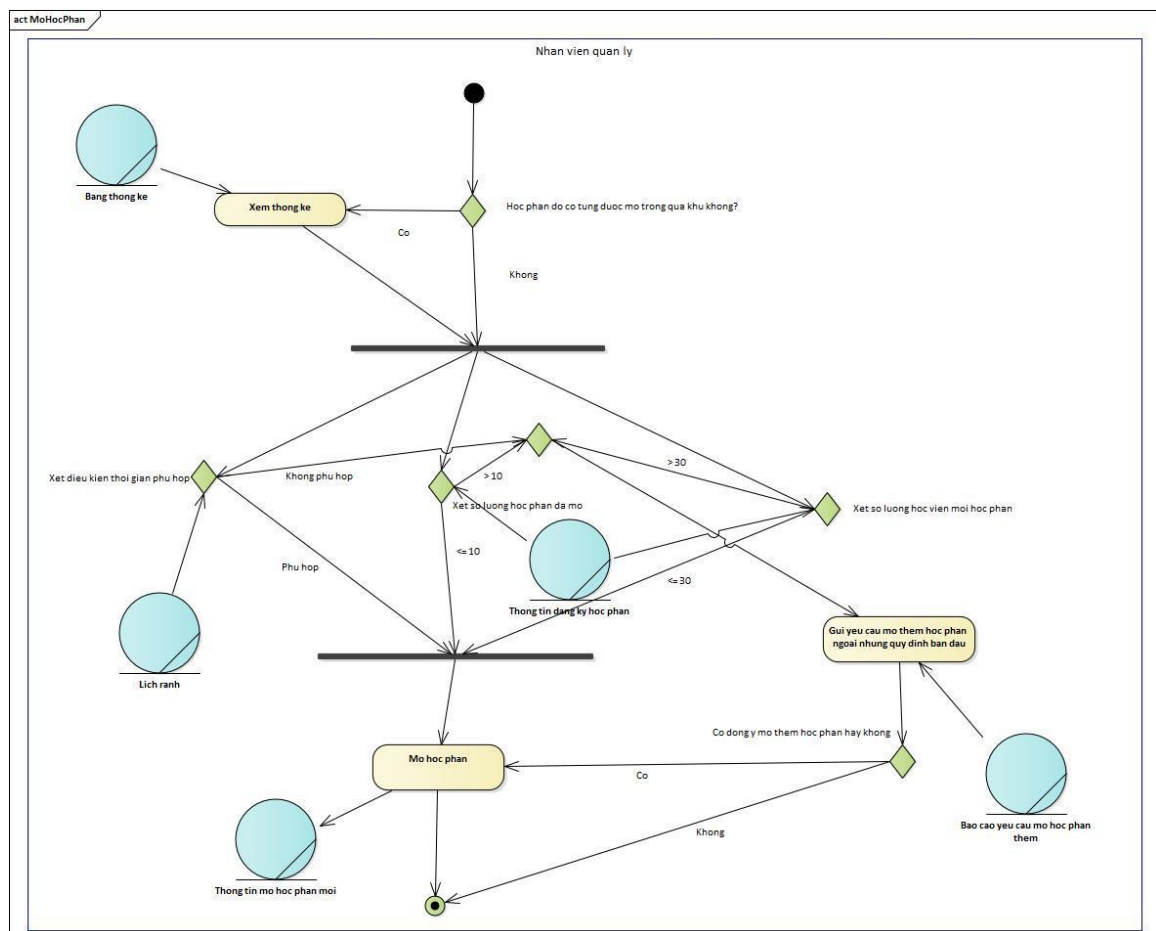 act MoHocPhan
Nhan vien quan ly
Bang thong ke
Xem thong ke
Hoc phan do co tung duoc mo trong qua khu khong?
Co
Khong
Xet dieu kien thoi gian phu hop
Khong phu hop
> 10
> 30
Xet so luong hoc phan da mo
Xet so luong hoc vien moi hoc phan
<= 10
Phu hop
<= 30
Thong tin dang ky hoc phan
Lich ranh
Gui yeu cau mo them hoc phan
ngoai nhung quy dinh ban dau
Co dong y mo them hoc phan hay khong
Mo hoc phan
Co
Khong
Bao cao yeu cau mo hoc phan
them
Thong tin mo hoc phan moi